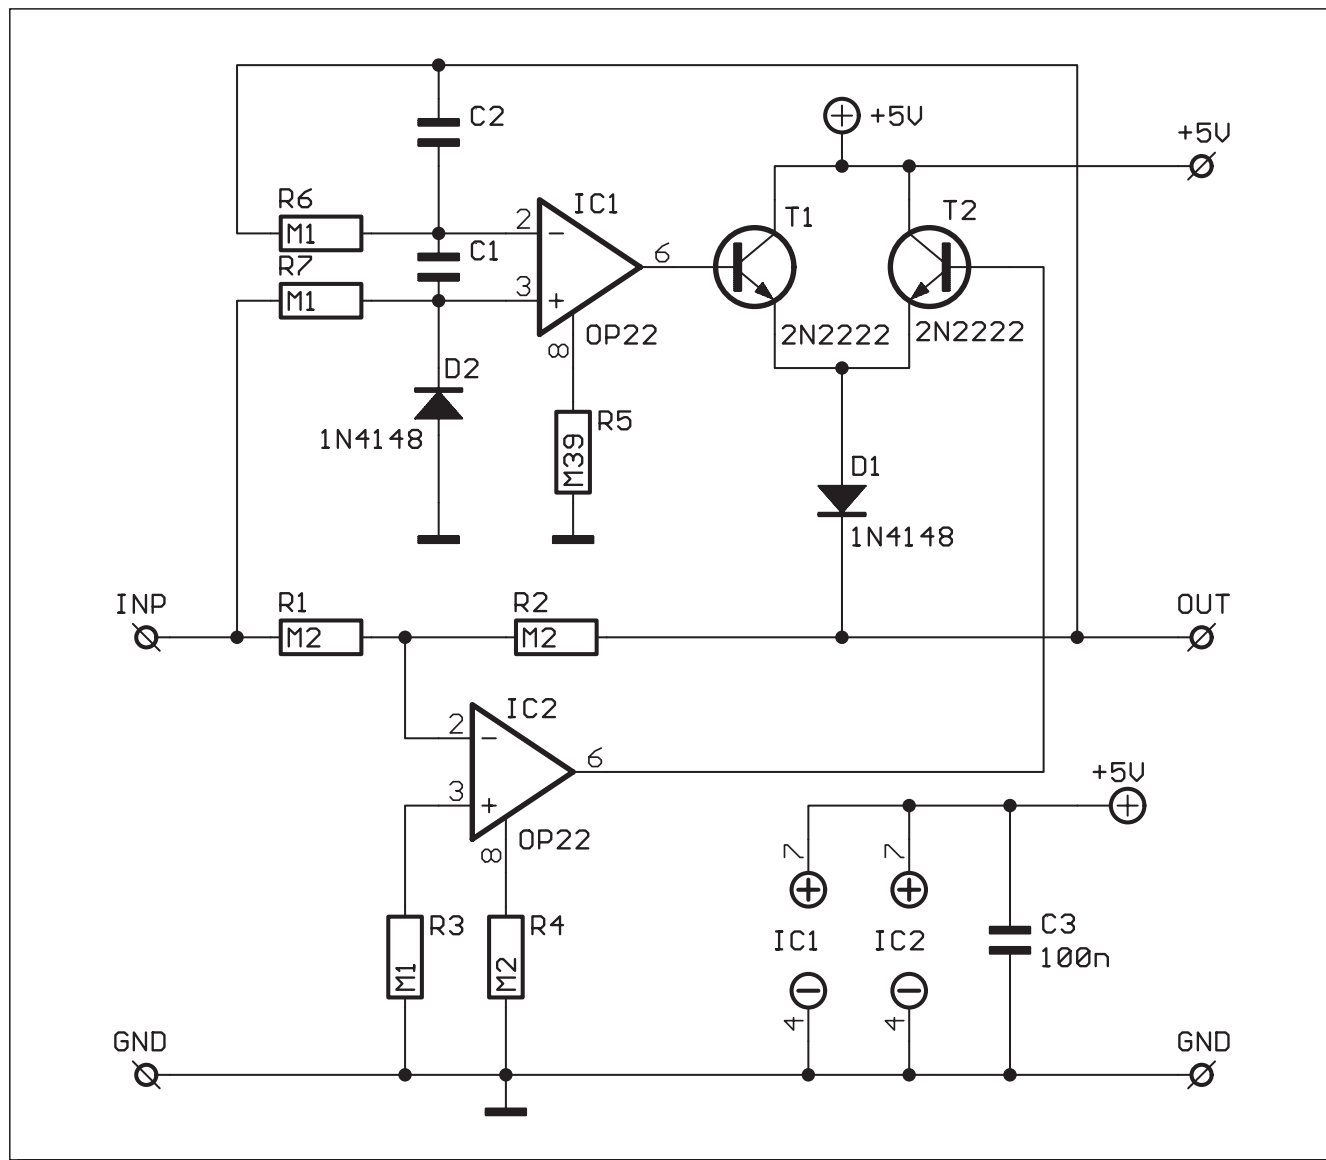 C2
+5V
+5V
R6
M1
2
IC1
T1
T2
C1
6
R7
M1
3
OP22
2N2222
2N2222
8
D2
1N4148
R5
M39
D1
1N4148
INP
R1
M2
R2
M2
OUT
2
IC2
6
3
+5V
OP22
8
7
7
R3
M1
R4
M2
IC1
IC2
C3
100n
4
4
GND
GND